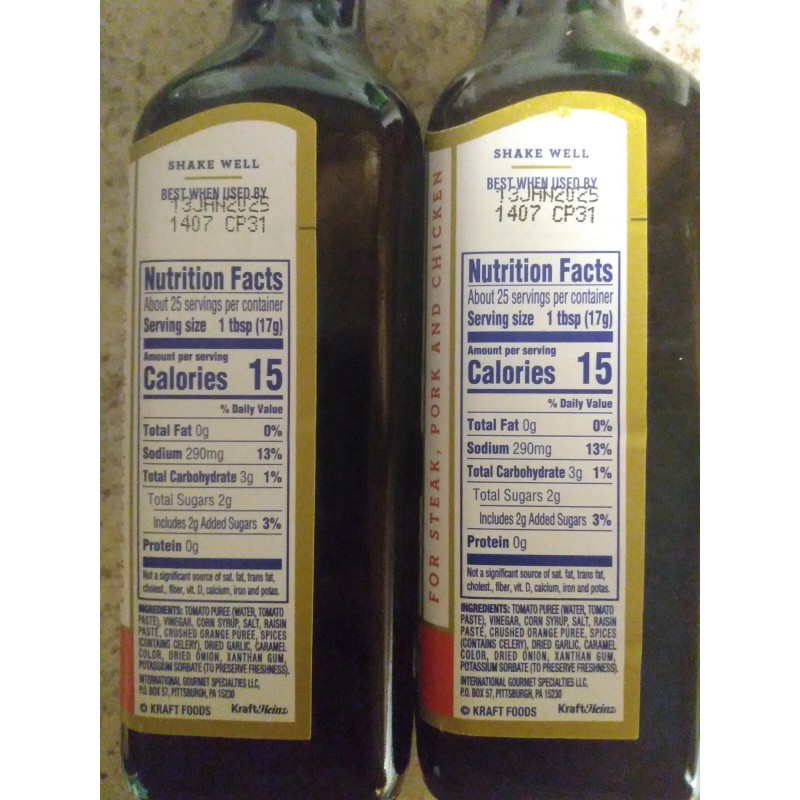 SHAKE WELL
BEST WHEN USED BY
13JAN2025
1407 CP31
Nutrition Facts
About 25 servings per container
Serving size 1 tbsp (17g)
Amount per serving
Calories 15
% Daily Value
Total Fat 0g 0%
Sodium 290mg 13%
Total Carbohydrate 3g 1%
Total Sugars 2g
Includes 2g Added Sugars 3%
Protein 0g
Not a significant source of sat. fat, trans fat,
cholest., fiber, vit. D, calcium, iron and potas.
INGREDIENTS: TOMATO PUREE (WATER, TOMATO
PASTE), VINEGAR, CORN SYRUP, SALT, RAISIN
PASTE, CRUSHED ORANGE PUREE, SPICES
(CONTAINS CELERY), DRIED GARLIC, CARAMEL
COLOR, DRIED ONION, XANTHAN GUM,
POTASSIUM SORBATE (TO PRESERVE FRESHNESS).
INTERNATIONAL GOURMET SPECIALTIES LLC,
P.O. BOX 57, PITTSBURGH, PA 15230
© KRAFT FOODS KraftHeinz
FOR STEAK, PORK AND CHICKEN
SHAKE WELL
BEST WHEN USED BY
13JAN2025
1407 CP31
Nutrition Facts
About 25 servings per container
Serving size 1 tbsp (17g)
Amount per serving
Calories 15
% Daily Value
Total Fat 0g 0%
Sodium 290mg 13%
Total Carbohydrate 3g 1%
Total Sugars 2g
Includes 2g Added Sugars 3%
Protein 0g
Not a significant source of sat. fat, trans fat,
cholest., fiber, vit. D, calcium, iron and potas.
INGREDIENTS: TOMATO PUREE (WATER, TOMATO
PASTE), VINEGAR, CORN SYRUP, SALT, RAISIN
PASTE, CRUSHED ORANGE PUREE, SPICES
(CONTAINS CELERY), DRIED GARLIC, CARAMEL
COLOR, DRIED ONION, XANTHAN GUM,
POTASSIUM SORBATE (TO PRESERVE FRESHNESS).
INTERNATIONAL GOURMET SPECIALTIES LLC,
P.O. BOX 57, PITTSBURGH, PA 15230
© KRAFT FOODS KraftHeinz